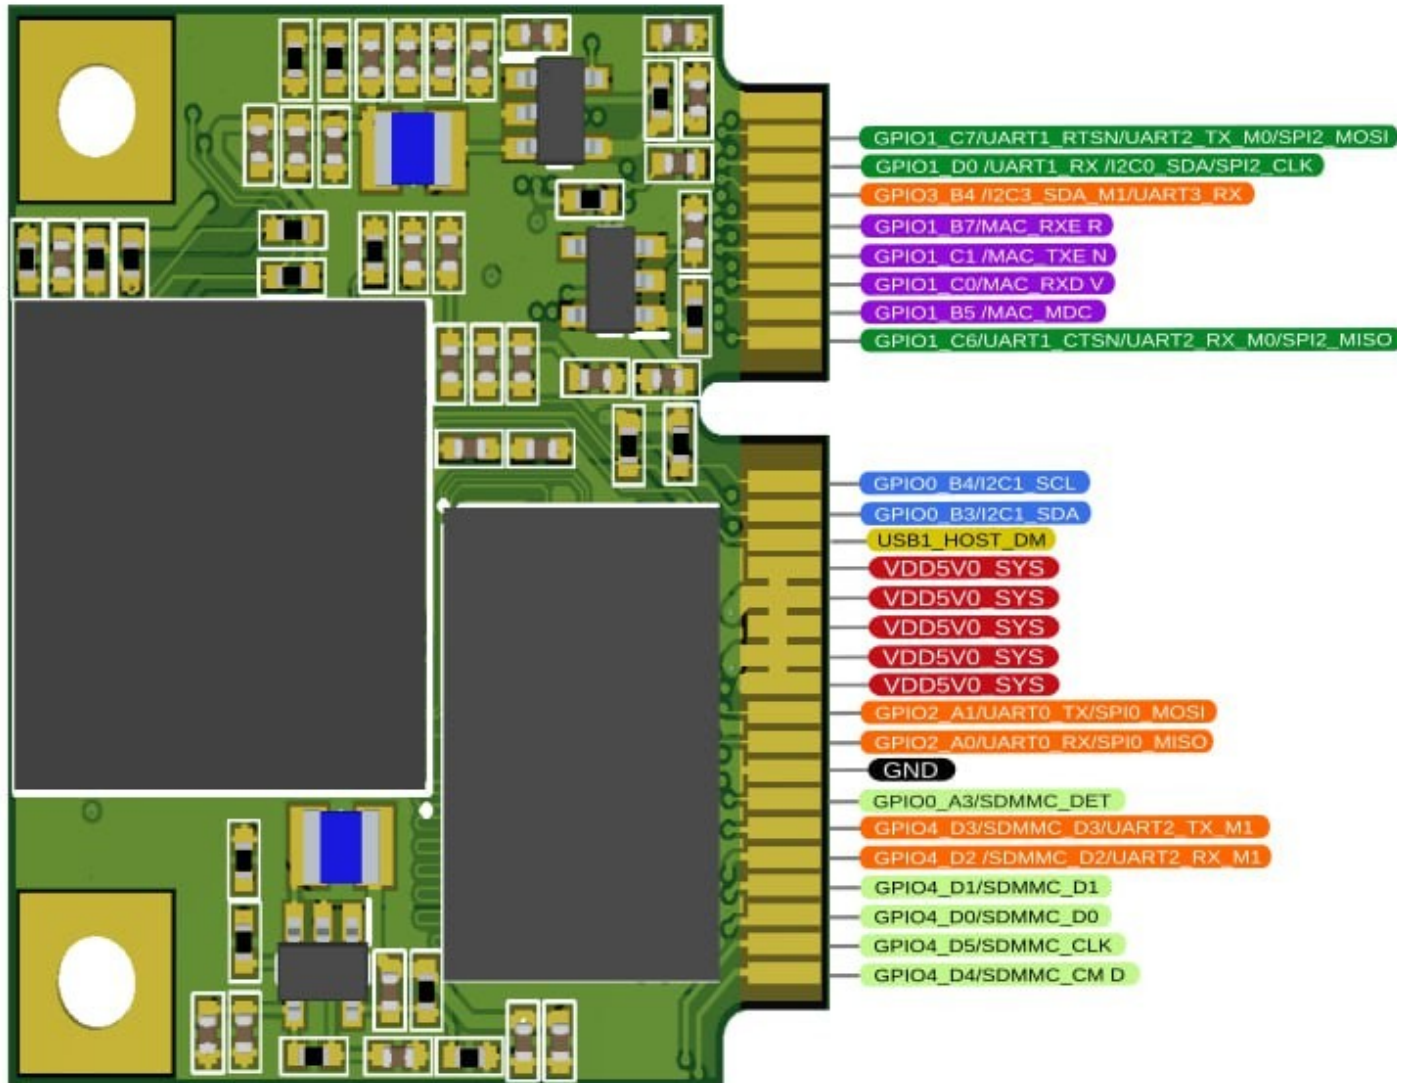 GPIO1_C7/UART1_RTSN/UART2_TX_M0/SPI2_MOSI
GPIO1_D0 /UART1_RX /I2C0_SDA/SPI2_CLK
GPIO3_B4 /I2C3_SDA_M1/UART3_RX
GPIO1_B7/MAC_RXE R
GPIO1_C1 /MAC_TXE N
GPIO1_C0/MAC_RXD V
GPIO1_B5 /MAC_MDC
GPIO1_C6/UART1_CTSN/UART2_RX_M0/SPI2_MISO
GPIO0_B4/I2C1_SCL
GPIO0_B3/I2C1_SDA
USB1_HOST_DM
VDD5V0_SYS
VDD5V0_SYS
VDD5V0_SYS
VDD5V0_SYS
VDD5V0_SYS
GPIO2_A1/UART0_TX/SPI0_MOSI
GPIO2_A0/UART0_RX/SPI0_MISO
GND
GPIO0_A3/SDMMC_DET
GPIO4_D3/SDMMC_D3/UART2_TX_M1
GPIO4_D2 /SDMMC_D2/UART2_RX_M1
GPIO4_D1/SDMMC_D1
GPIO4_D0/SDMMC_D0
GPIO4_D5/SDMMC_CLK
GPIO4_D4/SDMMC_CM D